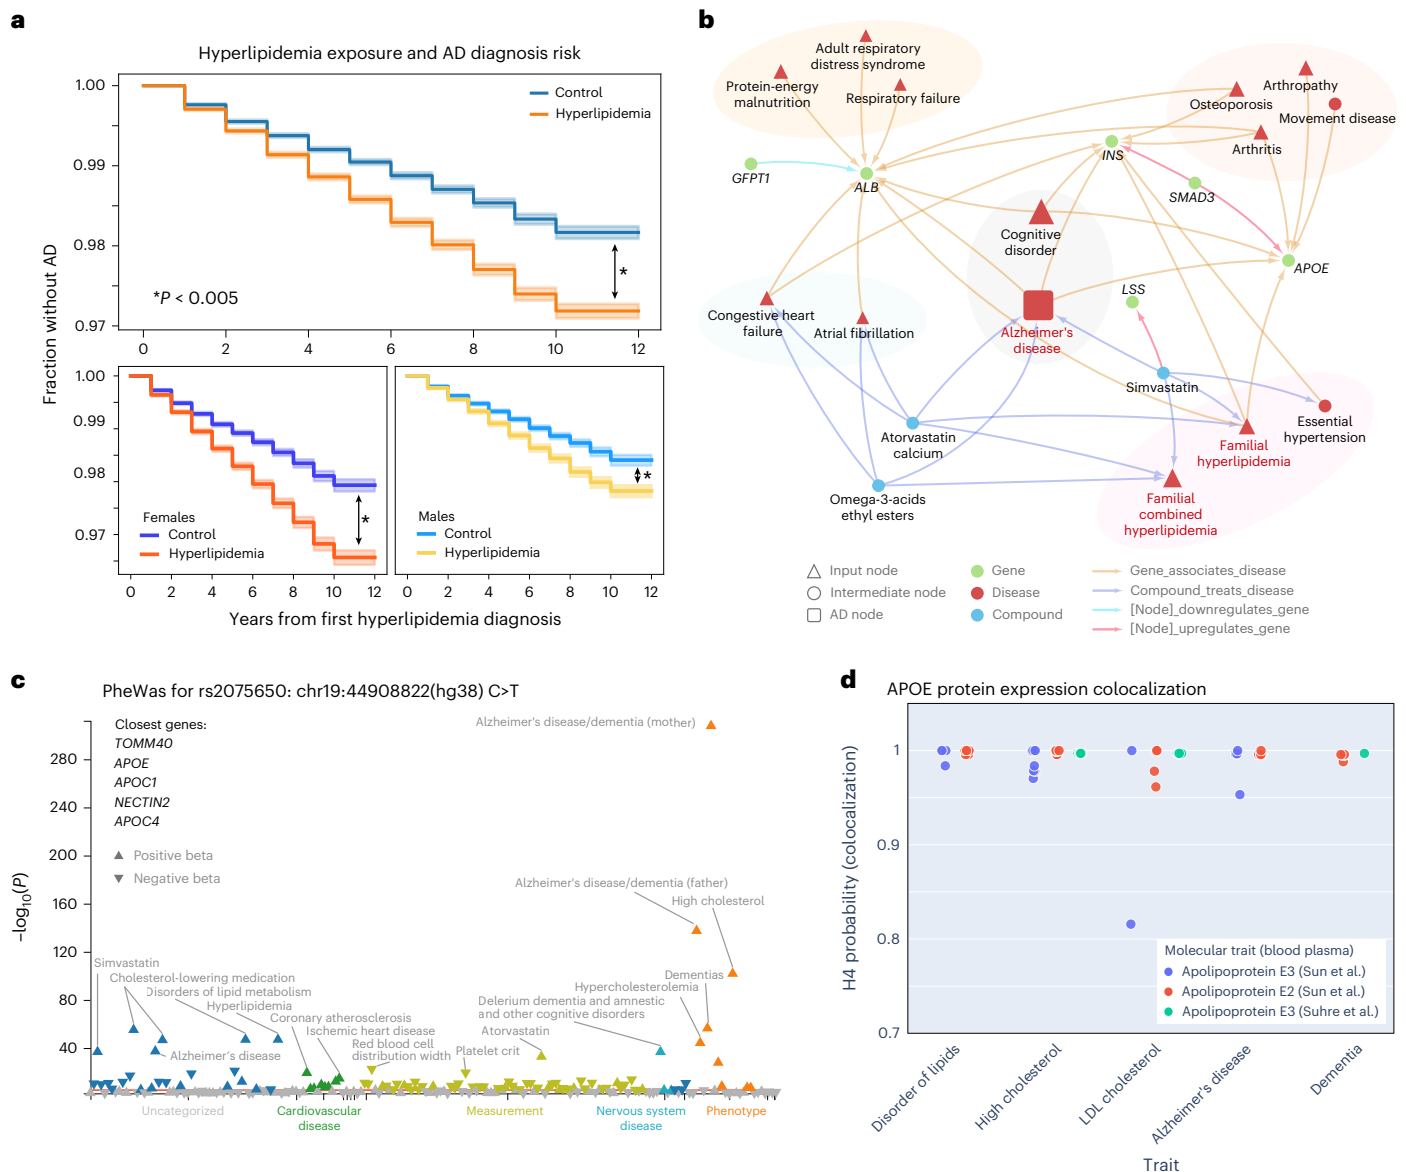 a
Hyperlipidemia exposure and AD diagnosis risk
Fraction without AD
1.00
0.99
0.98
0.97
Control
Hyperlipidemia
*
*P < 0.005
0 2 4 6 8 10 12
1.00
0.99
0.98
0.97
Females
Control
Hyperlipidemia
*
0 2 4 6 8 10 12
Males
Control
Hyperlipidemia
*
0 2 4 6 8 10 12
Years from first hyperlipidemia diagnosis
b
Adult respiratory
distress syndrome
Protein-energy
malnutrition
Respiratory failure
Arthropathy
Osteoporosis
Movement disease
Arthritis
INS
GFPT1
ALB
SMAD3
Cognitive
disorder
APOE
LSS
Congestive heart
failure
Atrial fibrillation
Alzheimer's
disease
Simvastatin
Atorvastatin
calcium
Essential
hypertension
Familial
hyperlipidemia
Omega-3-acids
ethyl esters
Familial
combined
hyperlipidemia
Input node
Intermediate node
AD node
Gene
Disease
Compound
Gene_associates_disease
Compound_treats_disease
[Node]_downregulates_gene
[Node]_upregulates_gene
c
PheWas for rs2075650: chr19:44908822(hg38) C>T
−log10(P)
280
240
200
160
120
80
40
Closest genes:
TOMM40
APOE
APOC1
NECTIN2
APOC4
Positive beta
Negative beta
Alzheimer's disease/dementia (mother)
Alzheimer's disease/dementia (father)
High cholesterol
Simvastatin
Cholesterol-lowering medication
Disorders of lipid metabolism
Hyperlipidemia
Coronary atherosclerosis
Ischemic heart disease
Red blood cell
distribution width
Alzheimer's disease
Platelet crit
Dementias
Hypercholesterolemia
Delerium dementia and amnestic
and other cognitive disorders
Atorvastatin
Uncategorized
Cardiovascular
disease
Measurement
Nervous system
disease
Phenotype
d
APOE protein expression colocalization
H4 probability (colocalization)
1
0.9
0.8
0.7
Molecular trait (blood plasma)
Apolipoprotein E3 (Sun et al.)
Apolipoprotein E2 (Sun et al.)
Apolipoprotein E3 (Suhre et al.)
Disorder of lipids
High cholesterol
LDL cholesterol
Alzheimer's disease
Dementia
Trait